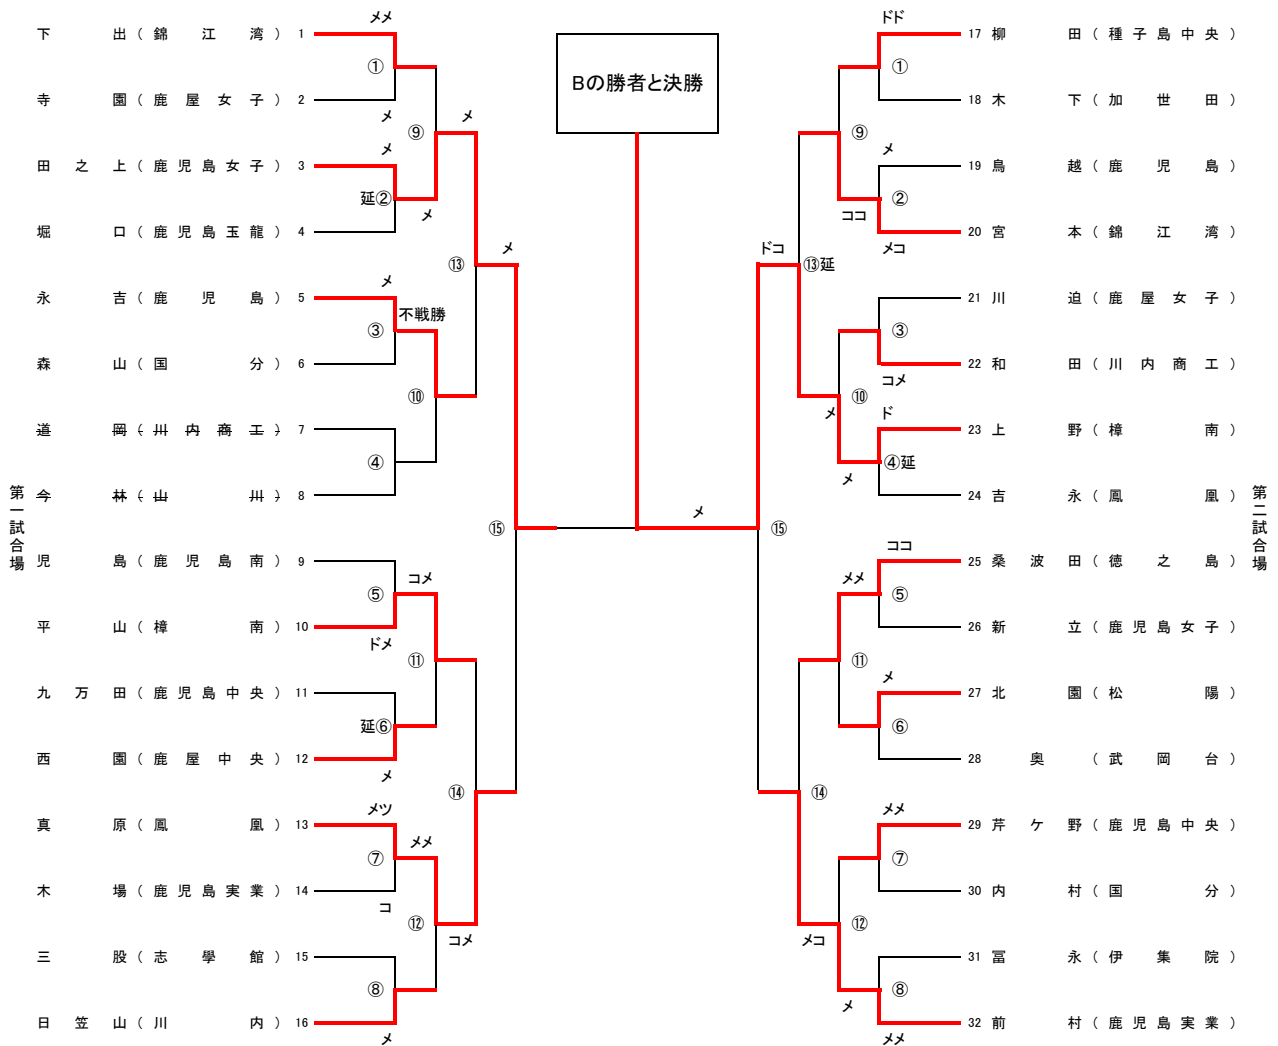 メメ
下出(錦江湾) 1
①
寺園(鹿屋女子) 2
メ
⑨
メ
メ
田之上(鹿児島女子) 3
延②
メ
堀口(鹿児島玉龍) 4
⑬
メ
メ
永吉(鹿児島) 5
不戦勝
③
森山(国分) 6
⑩
道岡(川内商工) 7
④
今林(山川) 8
第一試合場
⑮
児島(鹿児島南) 9
コメ
⑤
平山(樟南) 10
ドメ
⑪
九万田(鹿児島中央) 11
延⑥
西園(鹿屋中央) 12
メ
⑭
メツ
真原(鳳凰) 13
メメ
⑦
木場(鹿児島実業) 14
コ
⑫
コメ
三股(志學館) 15
⑧
日笠山(川内) 16
メ
Bの勝者と決勝
メ
ドド
17 柳田(種子島中央)
①
18 木下(加世田)
⑨
メ
19 鳥越(鹿児島)
②
ココ
20 宮本(錦江湾)
メコ
ドコ
⑬延
21 川迫(鹿屋女子)
③
22 和田(川内商工)
コメ
⑩
メ
ド
23 上野(樟南)
④延
メ
24 吉永(鳳凰)
第二試合場
⑮
ココ
25 桑波田(徳之島)
メメ
⑤
26 新立(鹿児島女子)
⑪
メ
27 北園(松陽)
⑥
28 奥(武岡台)
⑭
メメ
29 芹ケ野(鹿児島中央)
⑦
30 内村(国分)
⑫
メコ
31 冨永(伊集院)
⑧
メ
32 前村(鹿児島実業)
メメ